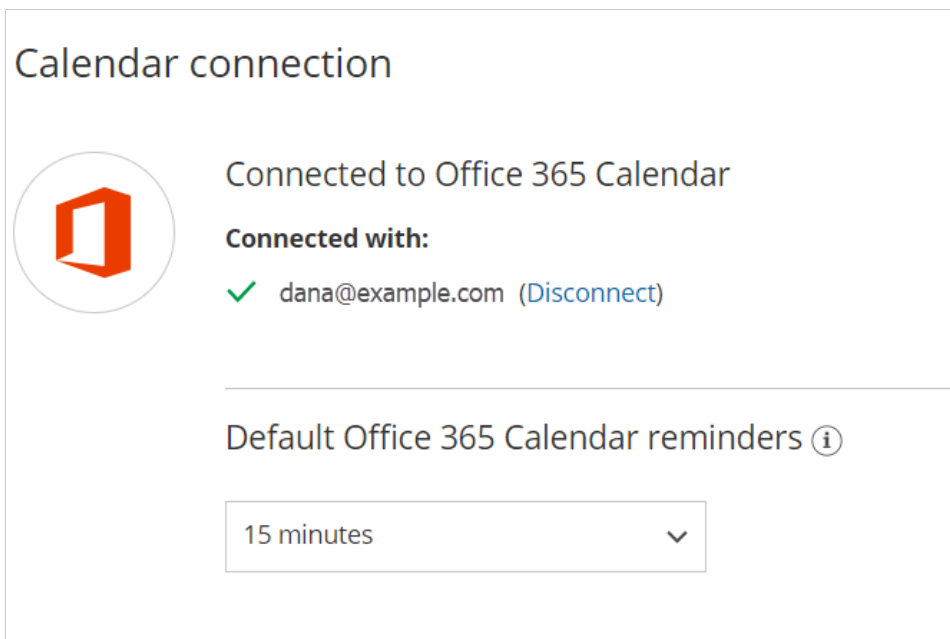 Calendar connection
Connected to Office 365 Calendar
Connected with:
dana@example.com (Disconnect)
Default Office 365 Calendar reminders
15 minutes